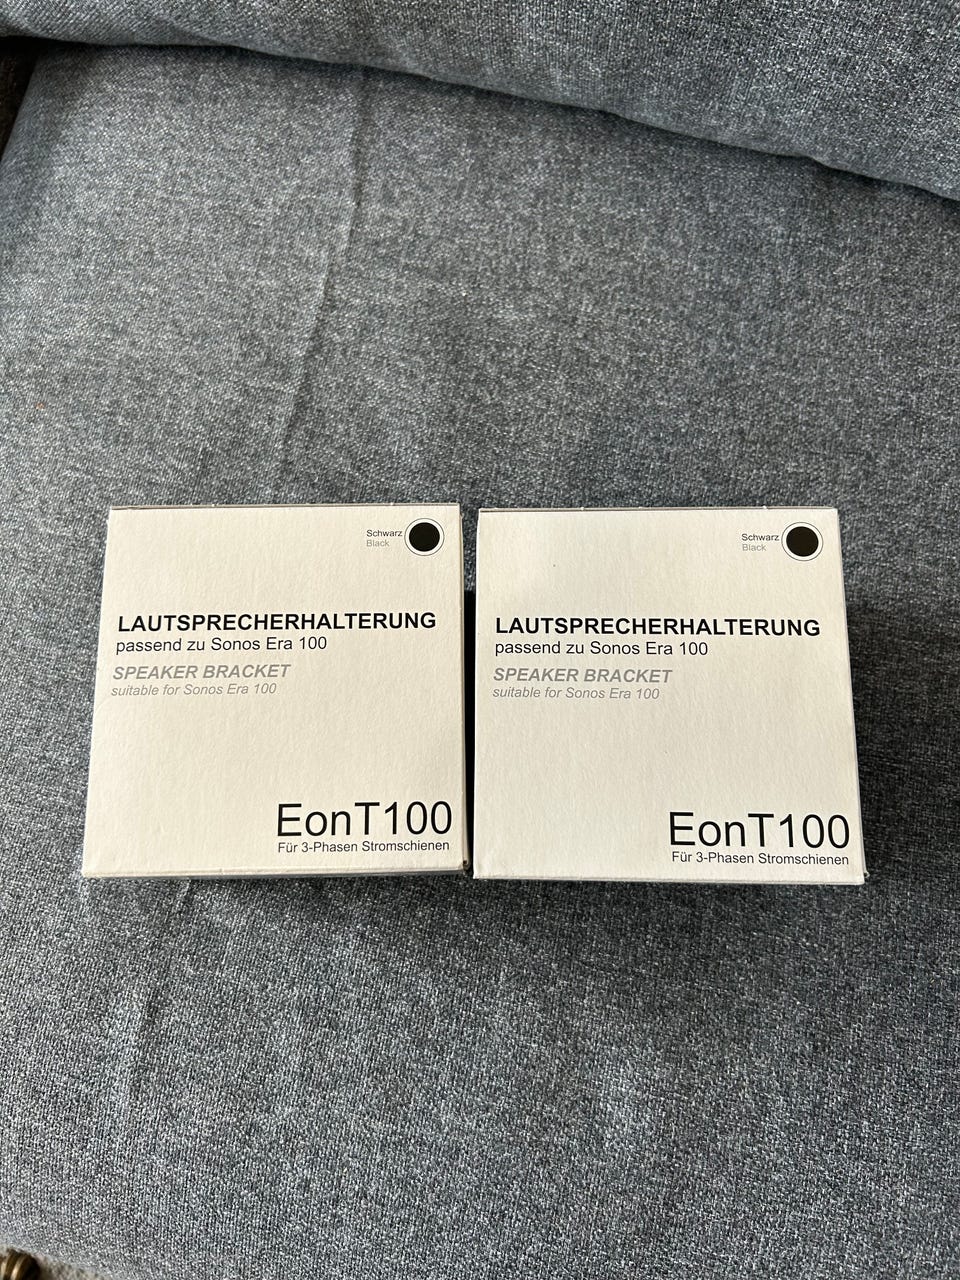 Schwarz
Black
LAUTSPRECHERHALTERUNG
passend zu Sonos Era 100
SPEAKER BRACKET
suitable for Sonos Era 100
EonT100
Für 3-Phasen Stromschienen
Schwarz
Black
LAUTSPRECHERHALTERUNG
passend zu Sonos Era 100
SPEAKER BRACKET
suitable for Sonos Era 100
EonT100
Für 3-Phasen Stromschienen